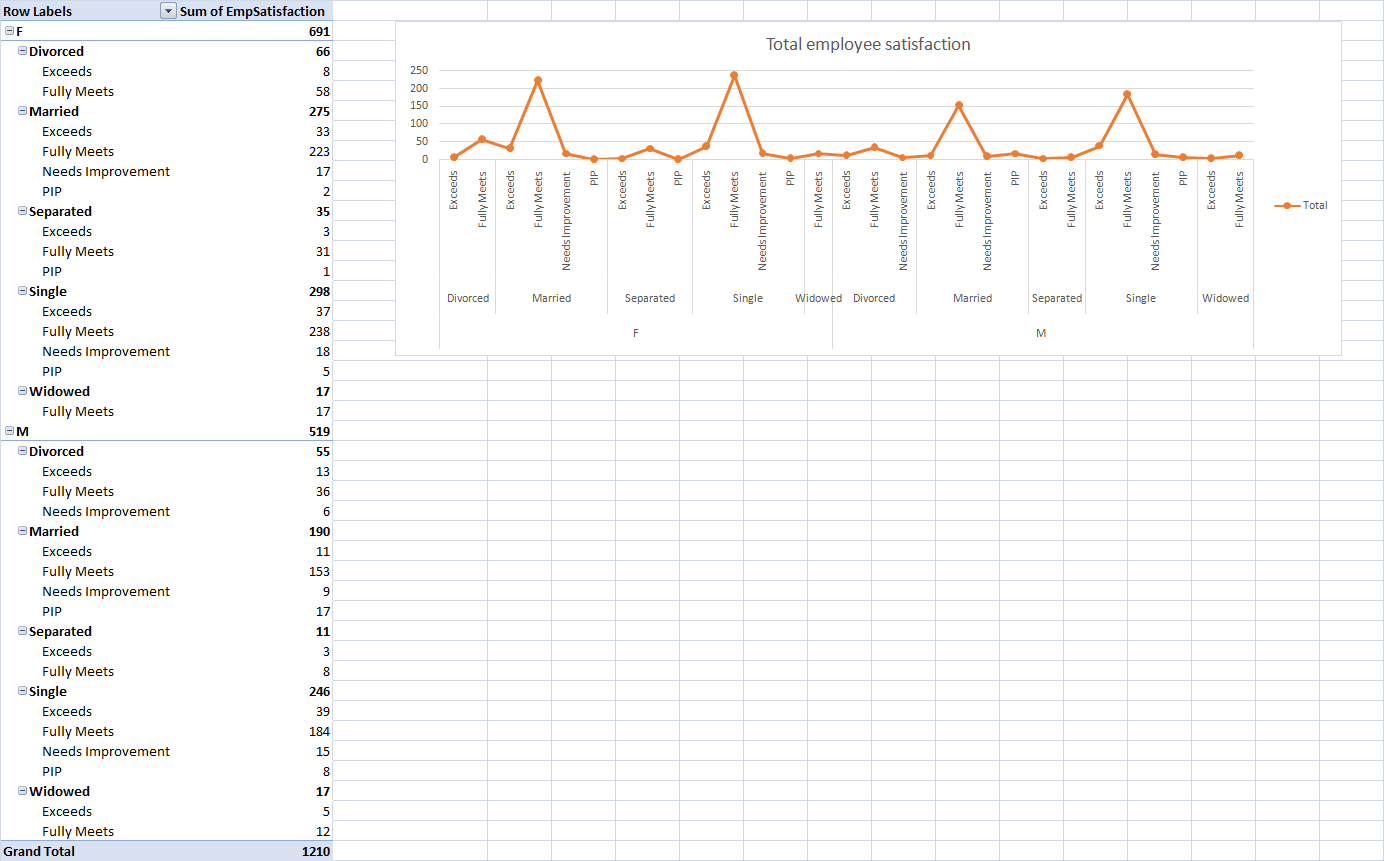 Row Labels Sum of EmpSatisfaction
F 691
Divorced 66
Exceeds 8
Fully Meets 58
Married 275
Exceeds 33
Fully Meets 223
Needs Improvement 17
PIP 2
Separated 35
Exceeds 3
Fully Meets 31
PIP 1
Single 298
Exceeds 37
Fully Meets 238
Needs Improvement 18
PIP 5
Widowed 17
Fully Meets 17
M 519
Divorced 55
Exceeds 13
Fully Meets 36
Needs Improvement 6
Married 190
Exceeds 11
Fully Meets 153
Needs Improvement 9
PIP 17
Separated 11
Exceeds 3
Fully Meets 8
Single 246
Exceeds 39
Fully Meets 184
Needs Improvement 15
PIP 8
Widowed 17
Exceeds 5
Fully Meets 12
Grand Total 1210
Total employee satisfaction
250
200
150
100
50
0
Exceeds
Fully Meets
Exceeds
Fully Meets
Needs Improvement
PIP
Exceeds
Fully Meets
PIP
Exceeds
Fully Meets
Needs Improvement
PIP
Fully Meets
Exceeds
Fully Meets
Needs Improvement
Exceeds
Fully Meets
Needs Improvement
PIP
Exceeds
Fully Meets
Exceeds
Fully Meets
Needs Improvement
PIP
Exceeds
Fully Meets
Divorced Married Separated Single Widowed Divorced Married Separated Single Widowed
F M
Total